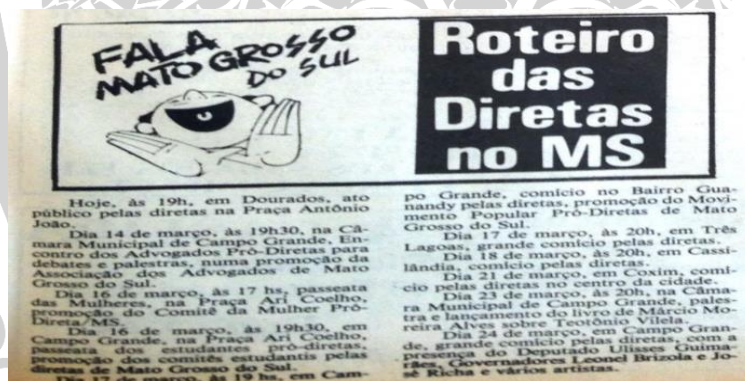 FALA
MATO GROSSO
DO SUL
Roteiro
das
Diretas
no MS
Hoje, às 19h, em Dourados, ato
público pelas diretas na Praça Antônio
João.
Dia 14 de março, às 19h30, na Câ-
mara Municipal de Campo Grande, En-
contro dos Advogados Pró-Diretas para
debates e palestras, numa promoção da
Associação dos Advogados de Mato
Grosso do Sul.
Dia 16 de março, às 17 hs, passeata
das Mulheres, na Praça Ari Coelho,
promoção do Comitê da Mulher Pró-
Direta/MS.
Dia 16 de março, às 19h30, em
Campo Grande, na Praça Ari Coelho,
passeata dos estudantes pró-diretas,
promoção dos comitês estudantis pelas
diretas de Mato Grosso do Sul.
Dia 17 de março, às 19 hs, em Cam-
po Grande, comício no Bairro Gua-
nandy pelas diretas, promoção do Movi-
mento Popular Pró-Diretas de Mato
Grosso do Sul.
Dia 17 de março, às 20h, em Três
Lagoas, grande comício pelas diretas.
Dia 18 de março, às 20h, em Cassi-
lândia, comício pelas diretas.
Dia 21 de março, em Coxim, comí-
cio pelas diretas no centro da cidade.
Dia 23 de março, às 20h, na Câma-
ra Municipal de Campo Grande, pales-
tra e lançamento do livro de Márcio Mo-
reira Alves sobre Teotônio Vilela.
Dia 24 de março, em Campo Gran-
de, grande comício pelas diretas, com a
presença do Deputado Ulisses Guima-
rães, Governadores Leonel Brizola e Jo-
sé Richa e vários artistas.